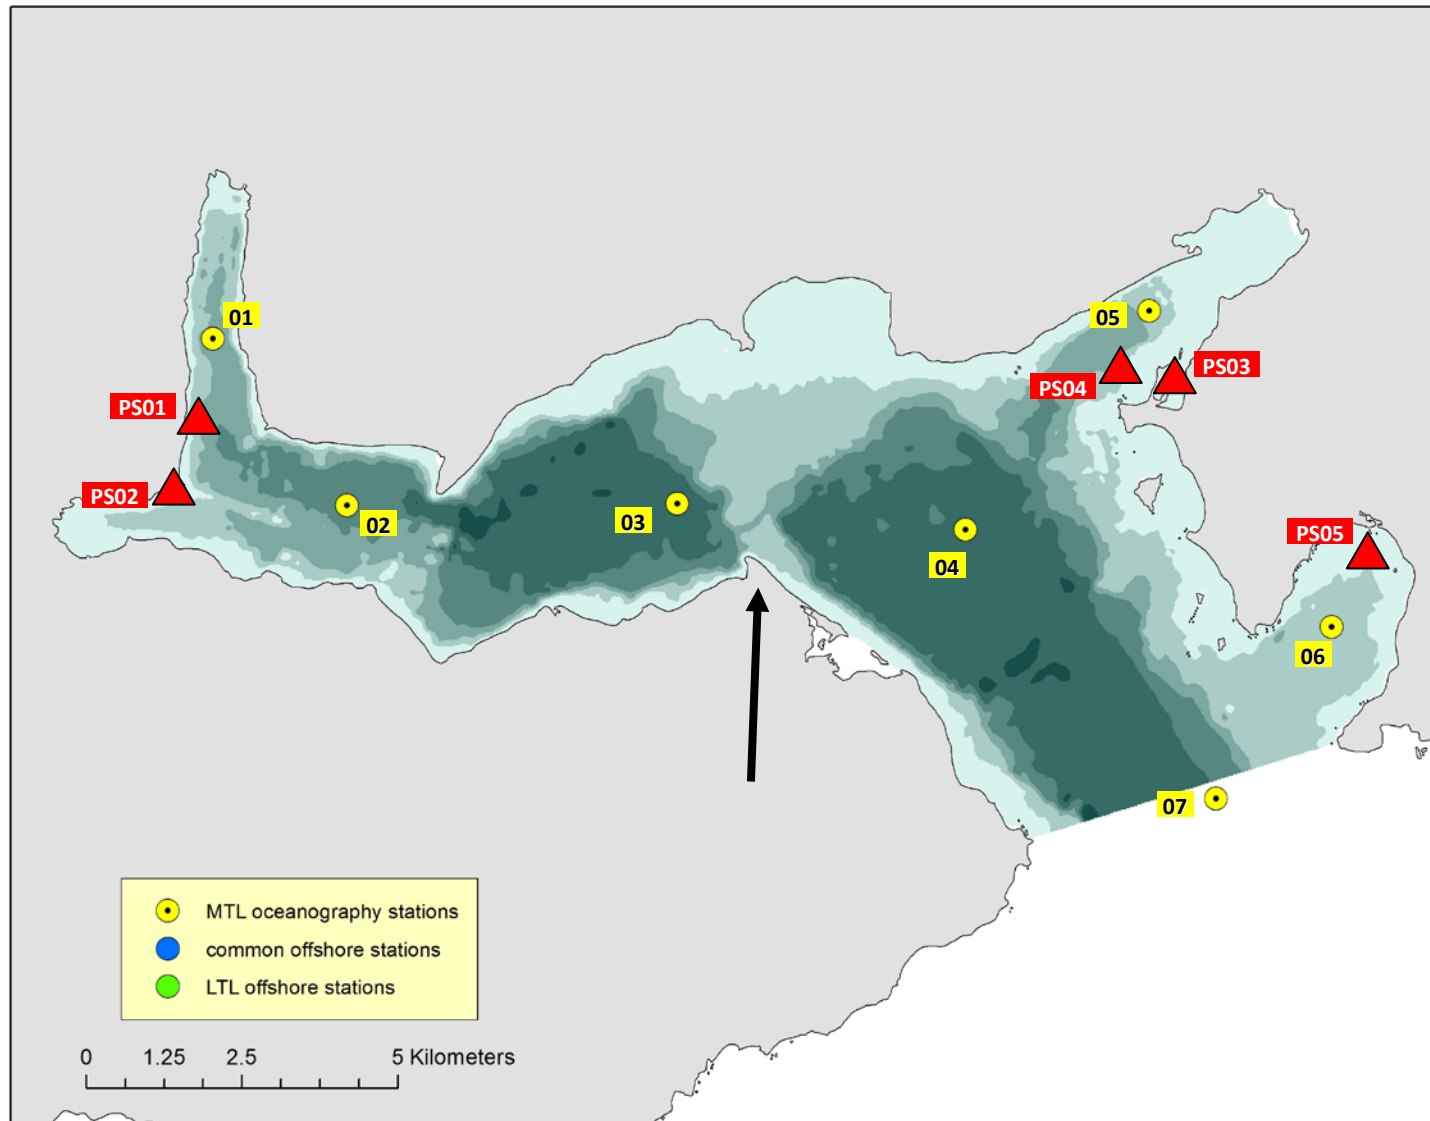 01
05
PS03
PS04
PS01
PS02
02
03
04
PS05
06
07
MTL oceanography stations
common offshore stations
LTL offshore stations
0 1.25 2.5 5 Kilometers